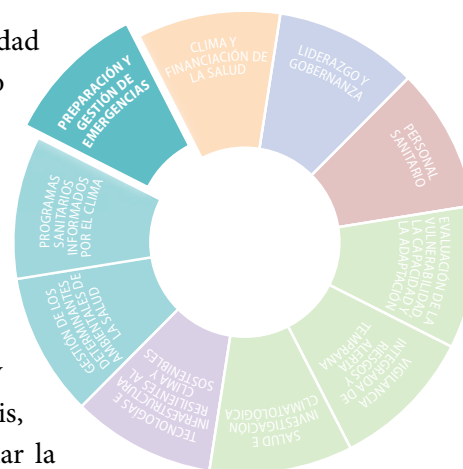 dad
o
y
is,
ar la
PREPARACIÓN Y
GESTIÓN DE
EMERGENCIAS
CLIMA Y
FINANCIACIÓN DE
LA SALUD
LIDERAZGO Y
GOBERNANZA
PERSONAL
SANITARIO
EVALUACIÓN DE LA
VULNERABILIDAD
LA CAPACIDAD Y
LA ADAPTACIÓN
VIGILANCIA
INTEGRADA DE
RIESGOS Y
ALERTA
TEMPRANA
SALUD E
INVESTIGACIÓN
CLIMATOLÓGICA
TECNOLOGÍAS E
INFRAESTRUCTURA
RESILIENTES AL
CLIMA Y
SOSTENIBLES
GESTIÓN DE LOS
DETERMINANTES
AMBIENTALES DE
LA SALUD
PROGRAMAS
SANITARIOS
INFORMADOS
POR EL CLIMA